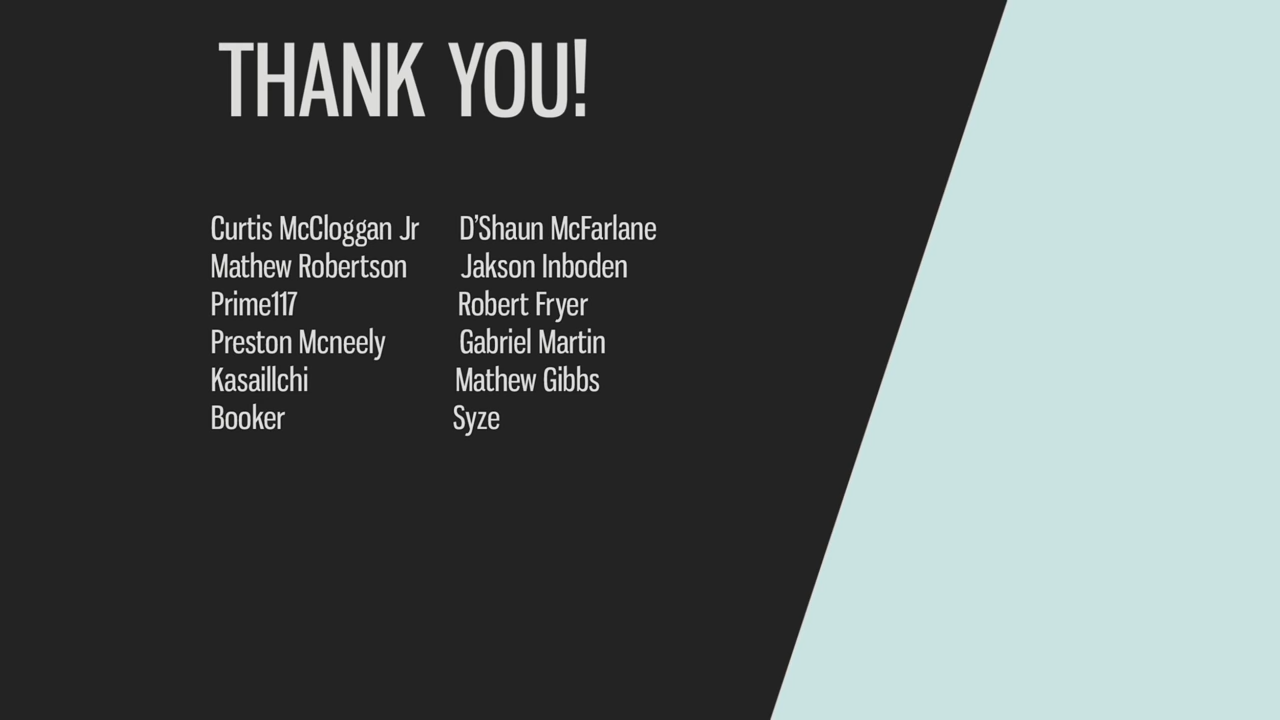 THANK YOU!
Curtis McCloggan Jr D’Shaun McFarlane
Mathew Robertson Jakson Inboden
Prime117 Robert Fryer
Preston Mcneely Gabriel Martin
Kasaillchi Mathew Gibbs
Booker Syze